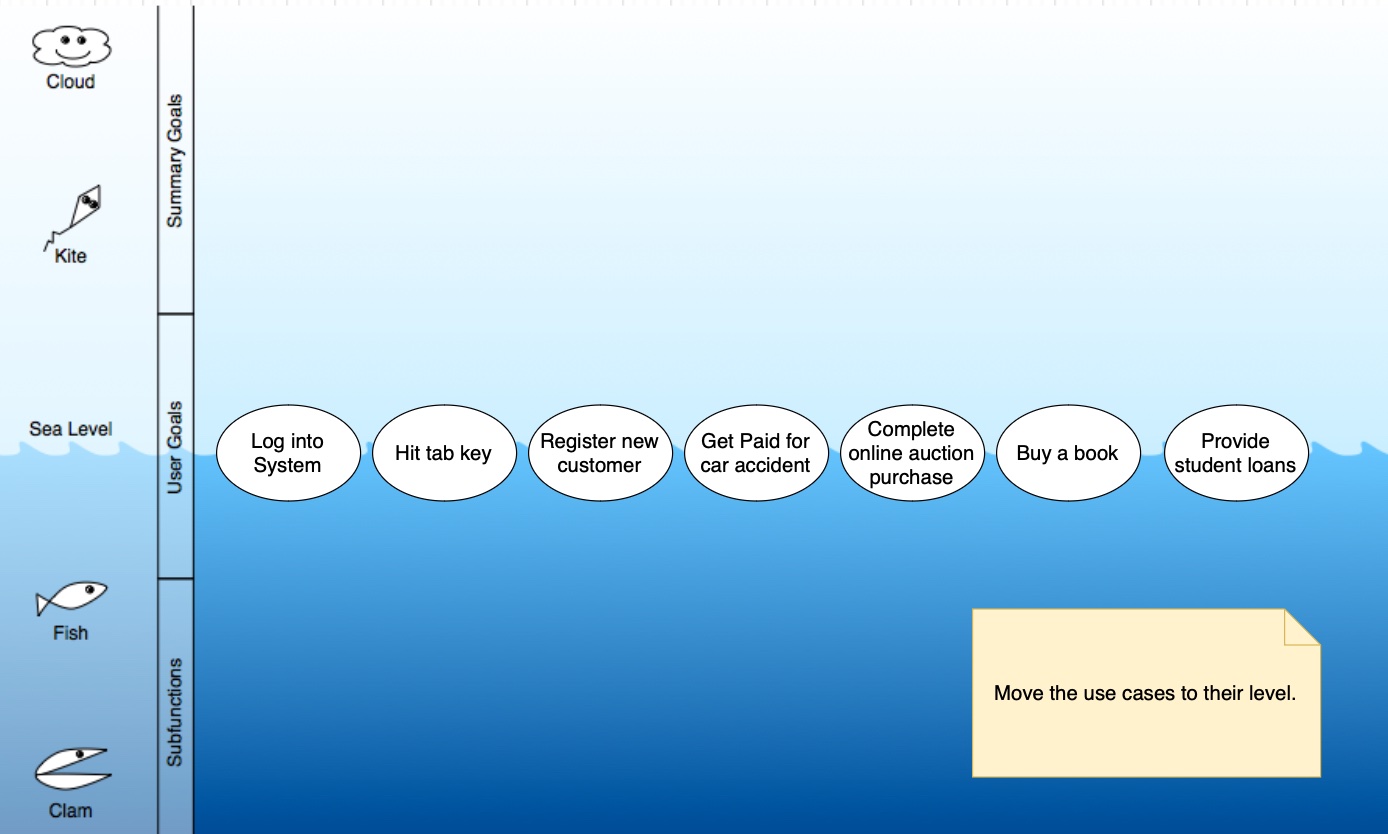 Cloud
Kite
Sea Level
Fish
Clam
Summary Goals
User Goals
Subfunctions
Log into
System
Hit tab key
Register new
customer
Get Paid for
car accident
Complete
online auction
purchase
Buy a book
Provide
student loans
Move the use cases to their level.